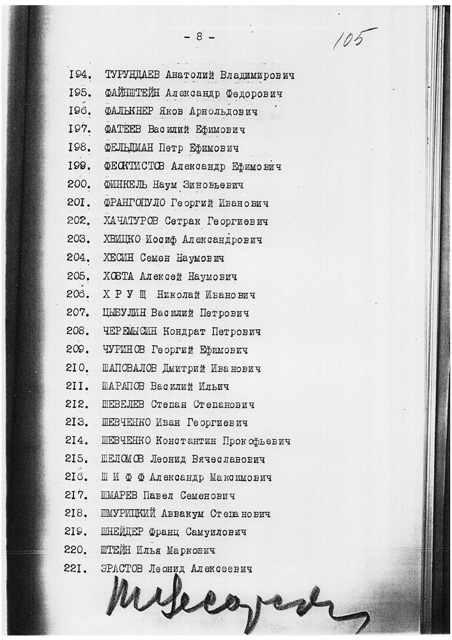 - 8 -
105
194. ТУРУНДАЕВ Анатолий Владимирович
195. ФАЙНШТЕЙН Александр Федорович
196. ФАЛЬКНЕР Яков Арнольдович
197. ФАТЕЕВ Василий Ефимович
198. ФЕЛЬДМАН Петр Ефимович
199. ФЕОКТИСТОВ Александр Ефимович
200. ФИНКЕЛЬ Наум Зиновьевич
201. ФРАНГОПУЛО Георгий Иванович
202. ХАЧАТУРОВ Сетрак Георгиевич
203. ХВИЦКО Иосиф Александрович
204. ХЕСИН Семен Наумович
205. ХОВТА Алексей Наумович
206. Х Р У Щ Николай Иванович
207. ЦЫБУЛИН Василий Петрович
208. ЧЕРЕМЫСИН Кондрат Петрович
209. ЧУРИНОВ Георгий Ефимович
210. ШАПОВАЛОВ Дмитрий Иванович
211. ШАРАПОВ Василий Ильич
212. ШЕВЕЛЕВ Степан Степанович
213. ШЕВЧЕНКО Иван Георгиевич
214. ШЕВЧЕНКО Константин Прокофьевич
215. ШЕЛОМОВ Леонид Вячеславович
216. Ш И Ф Ф Александр Максимович
217. ШМАРЕВ Павел Семенович
218. ШМУРИЦКИЙ Аввакум Степанович
219. ШНЕЙДЕР Франц Самуилович
220. ШТЕЙН Илья Маркович
221. ЭРАСТОВ Леонид Алексеевич